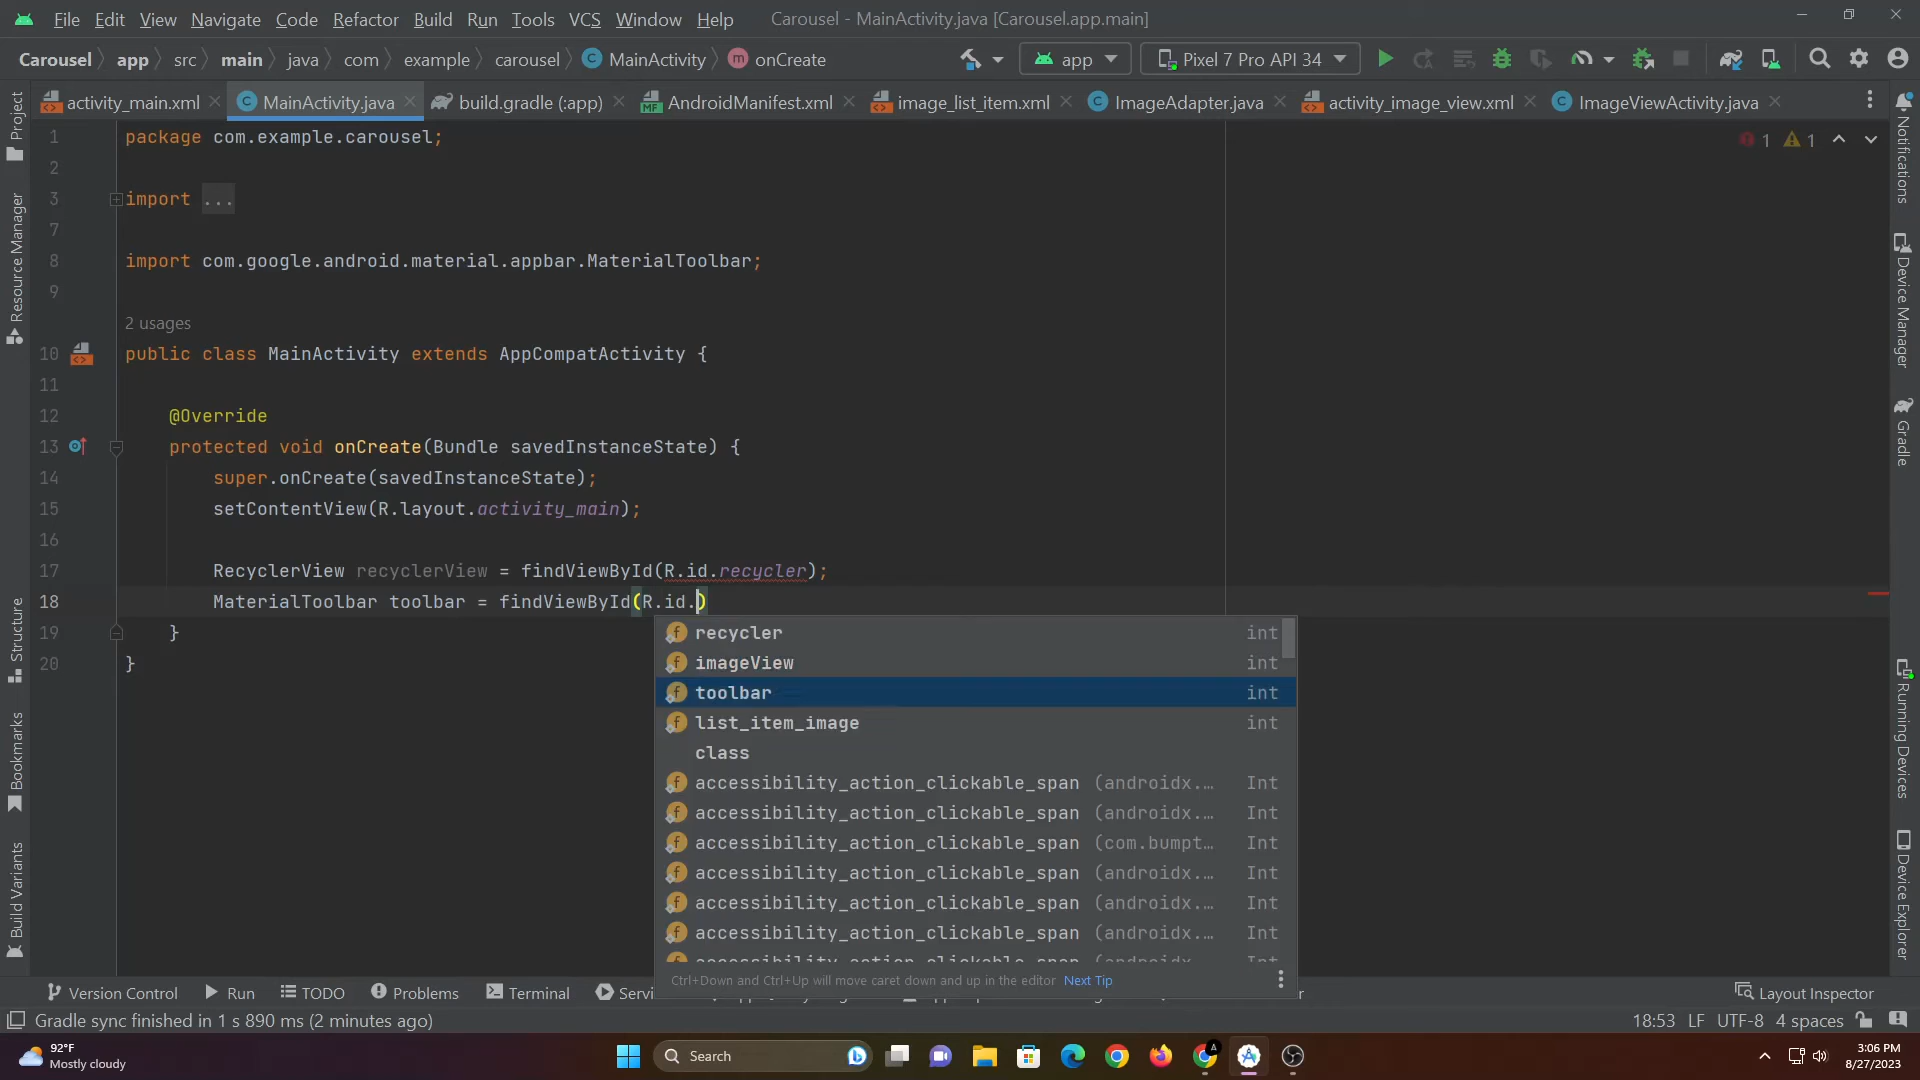 File Edit View Navigate Code Refactor Build Run Tools VCS Window Help Carousel - MainActivity.java [Carousel.app.main]
Carousel app src main java com example carousel MainActivity onCreate app Pixel 7 Pro API 34
activity_main.xml MainActivity.java build.gradle (:app) AndroidManifest.xml image_list_item.xml ImageAdapter.java activity_image_view.xml ImageViewActivity.java
Project
Resource Manager
Structure
Bookmarks
Build Variants
1 package com.example.carousel;
1 1
2
3 import ...
7
8 import com.google.android.material.appbar.MaterialToolbar;
9
2 usages
10 public class MainActivity extends AppCompatActivity {
11
12 @Override
13 protected void onCreate(Bundle savedInstanceState) {
14 super.onCreate(savedInstanceState);
15 setContentView(R.layout.activity_main);
16
17 RecyclerView recyclerView = findViewById(R.id.recycler);
18 MaterialToolbar toolbar = findViewById(R.id.)
19 }
20 }
recycler int
imageView int
toolbar int
list_item_image int
class
accessibility_action_clickable_span (androidx.… Int
accessibility_action_clickable_span (androidx.… Int
accessibility_action_clickable_span (com.bumpt… Int
accessibility_action_clickable_span (androidx.… Int
accessibility_action_clickable_span (androidx.… Int
accessibility_action_clickable_span (androidx.… Int
Ctrl+Down and Ctrl+Up will move caret down and up in the editor Next Tip
Notifications
Device Manager
Gradle
Running Devices
Device Explorer
Version Control Run TODO Problems Terminal Servi Layout Inspector
Gradle sync finished in 1 s 890 ms (2 minutes ago) 18:53 LF UTF-8 4 spaces
92°F
Mostly cloudy
Search
3:06 PM
8/27/2023